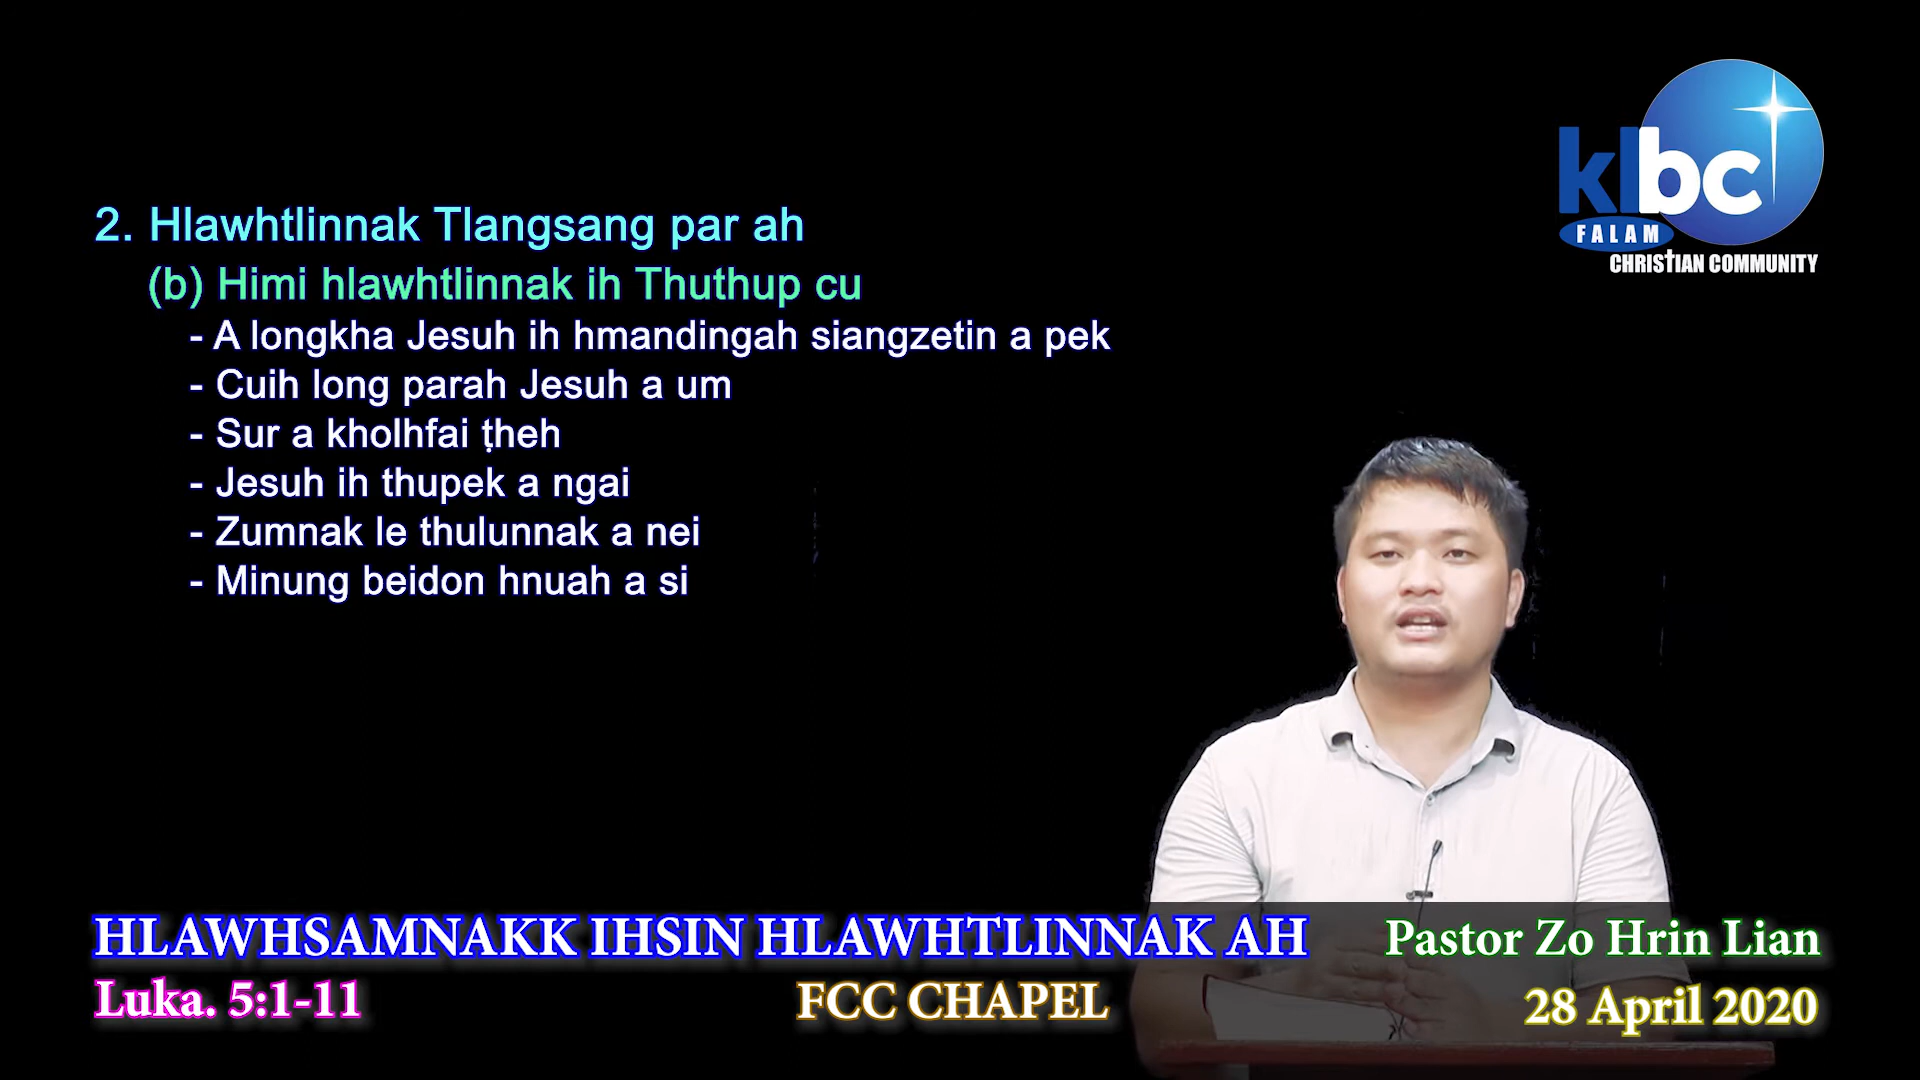 klbc
FALAM
CHRISTIAN COMMUNITY
2. Hlawhtlinnak Tlangsang par ah
(b) Himi hlawhtlinnak ih Thuthup cu
- A longkha Jesuh ih hmandingah siangzetin a pek
- Cuih long parah Jesuh a um
- Sur a kholhfai ṭheh
- Jesuh ih thupek a ngai
- Zumnak le thulunnak a nei
- Minung beidon hnuah a si
HLAWHSAMNAKK IHSIN HLAWHTLINNAK AH
Pastor Zo Hrin Lian
Luka. 5:1-11
FCC CHAPEL
28 April 2020